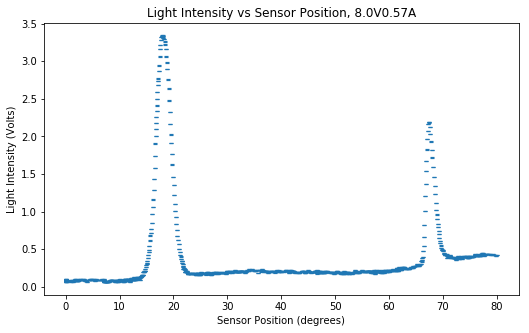 Light Intensity vs Sensor Position, 8.0V0.57A
3.5
3.0
2.5
2.0
1.5
1.0
0.5
0.0
Light Intensity (Volts)
0 10 20 30 40 50 60 70 80
Sensor Position (degrees)